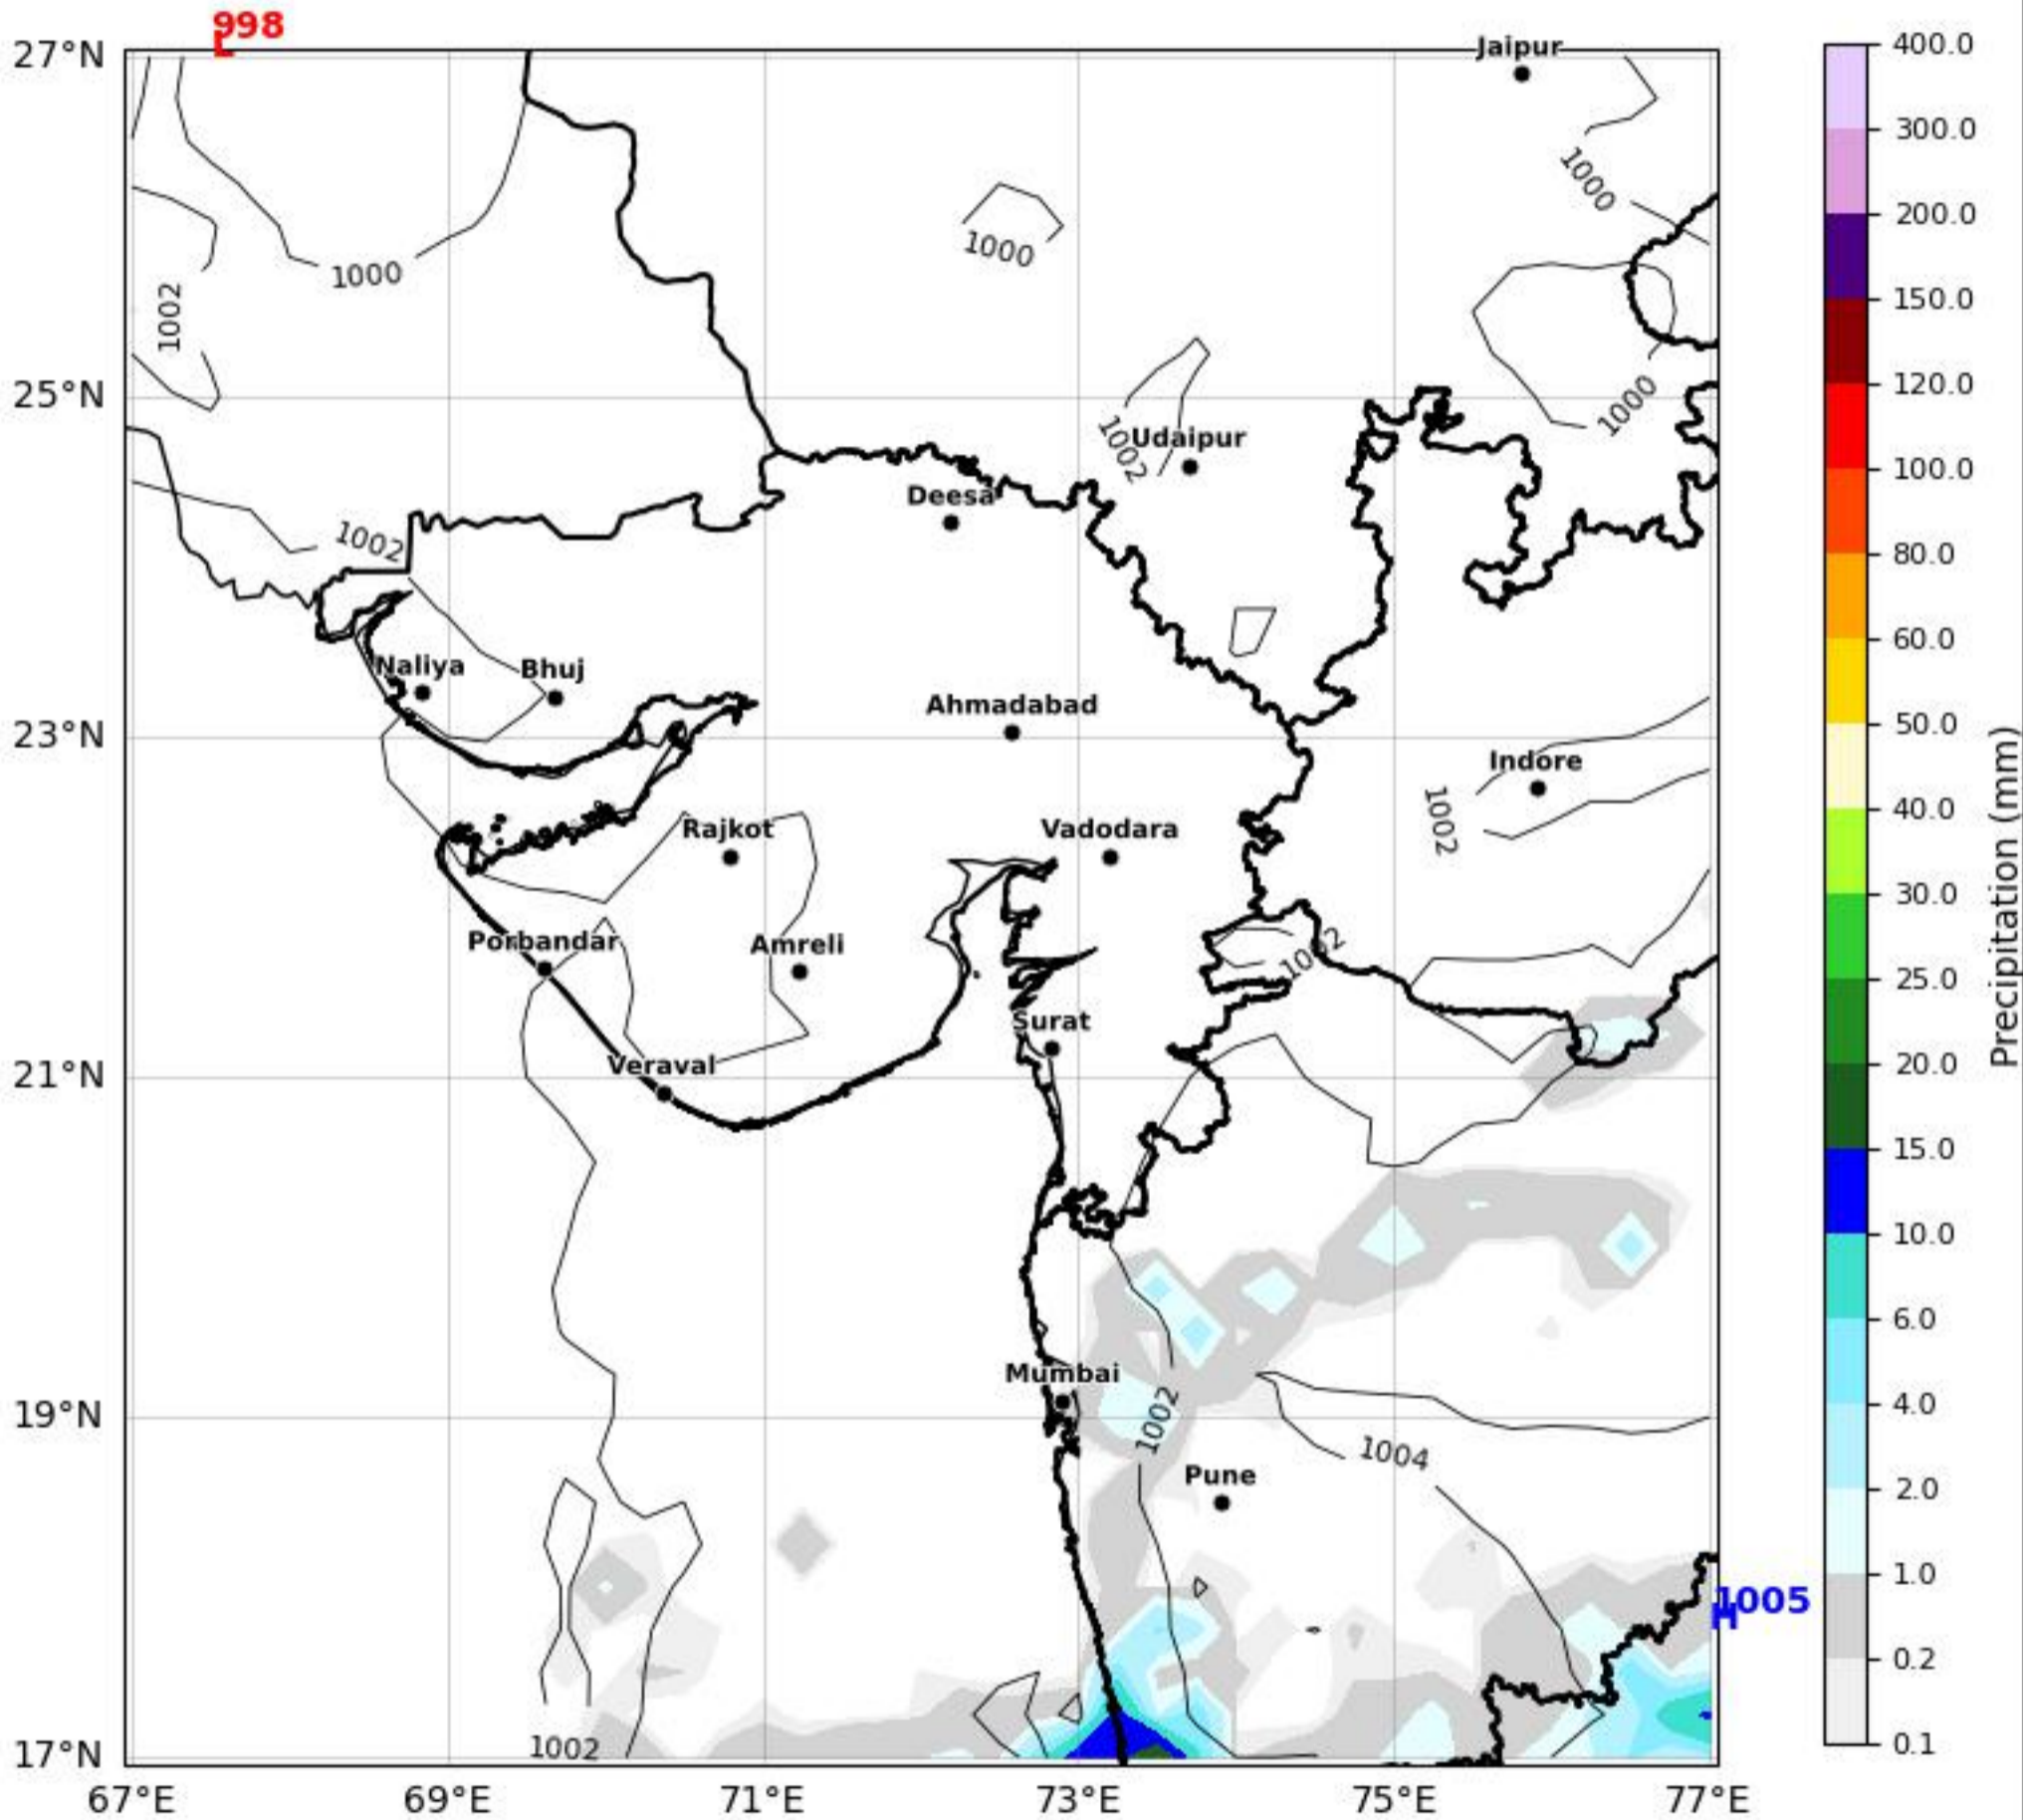 998
L
27°N
Jaipur
400.0
300.0
1000
200.0
1000
1000
1002
150.0
25°N
1000
120.0
1002
Udaipur
100.0
Deesa
1002
80.0
60.0
Naliya
Bhuj
Ahmadabad
50.0
23°N
Indore
1002
40.0
Rajkot
Vadodara
30.0
Porbandar
Amreli
1002
25.0
Surat
Veraval
20.0
21°N
15.0
10.0
6.0
Mumbai
4.0
19°N
1002
1004
Pune
2.0
1.0
1005
H
0.2
0.1
1002
17°N
67°E
69°E
71°E
73°E
75°E
77°E
Precipitation (mm)